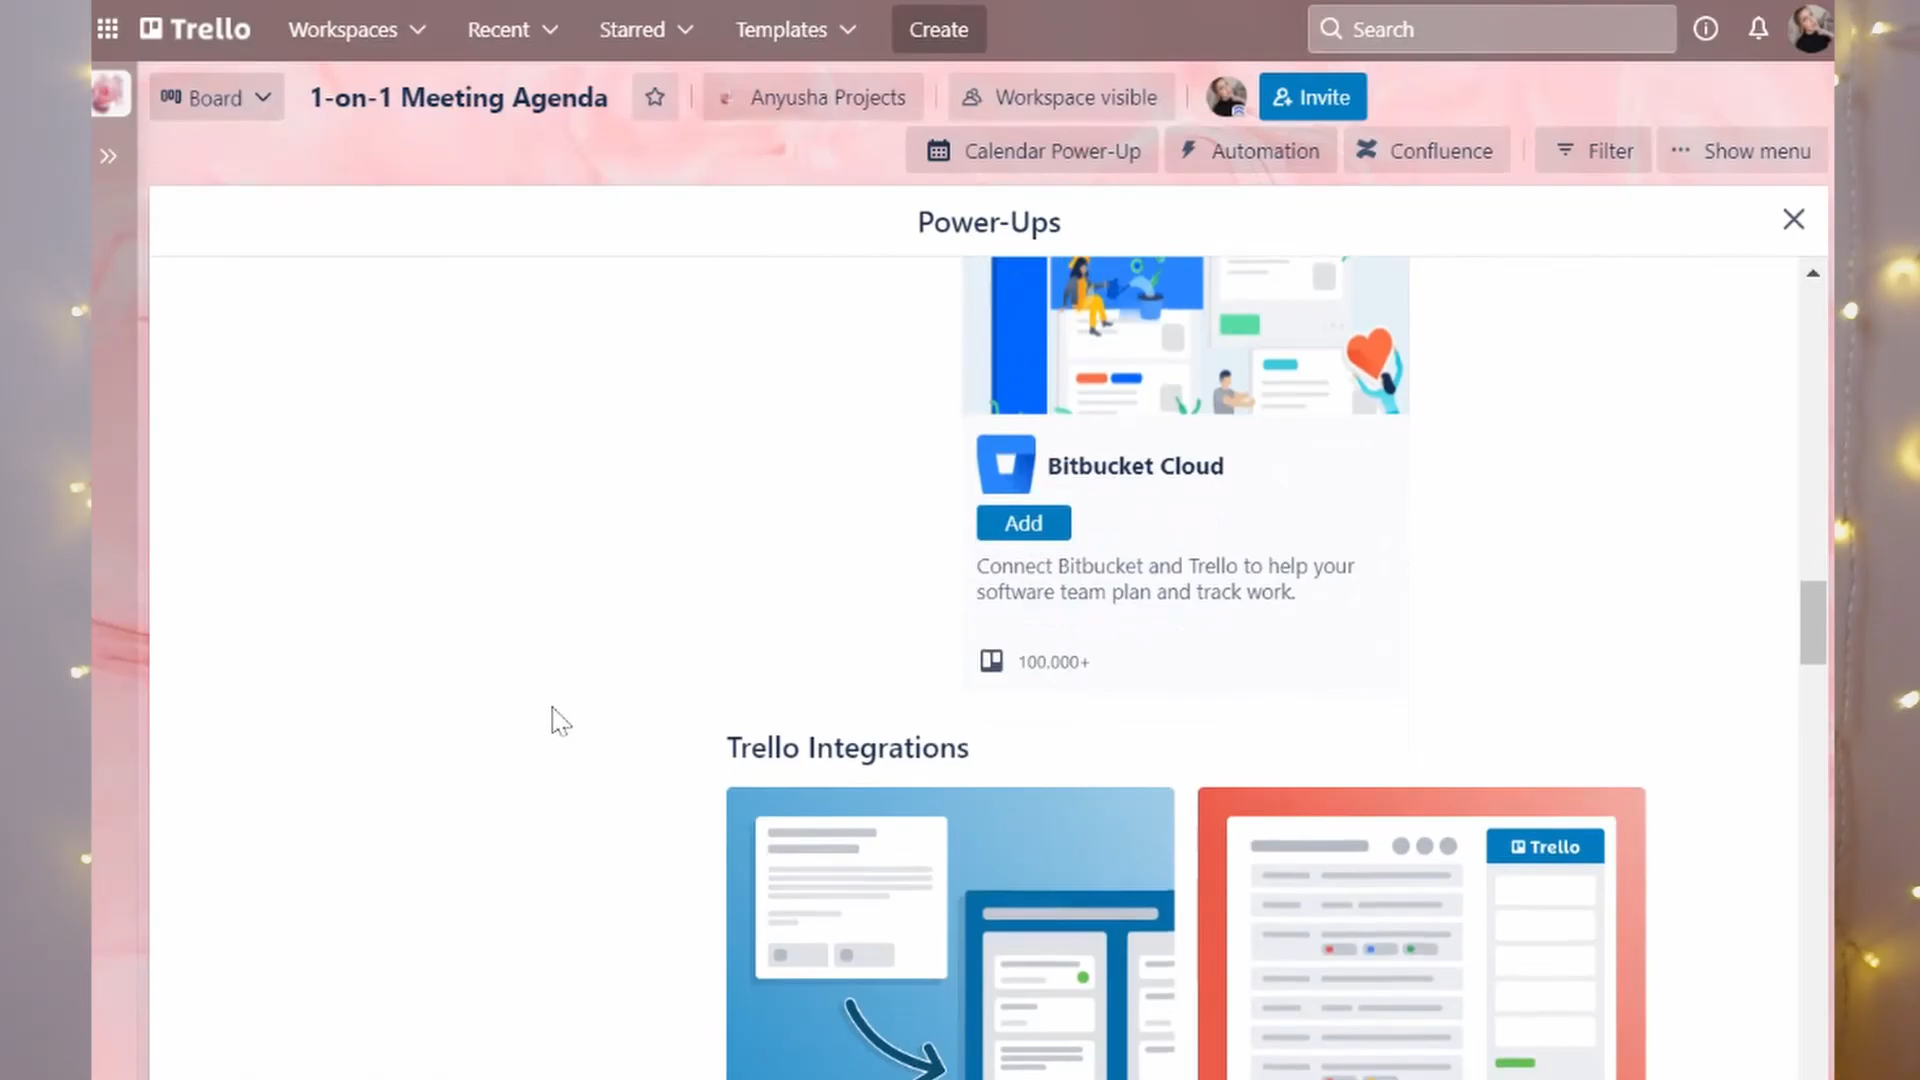 Trello
Workspaces
Recent
Starred
Templates
Create
Search
Board
1-on-1 Meeting Agenda
Anyusha Projects
Workspace visible
Invite
Calendar Power-Up
Automation
Confluence
Filter
Show menu
Power-Ups
Bitbucket Cloud
Add
Connect Bitbucket and Trello to help your
software team plan and track work.
100,000+
Trello Integrations
Trello